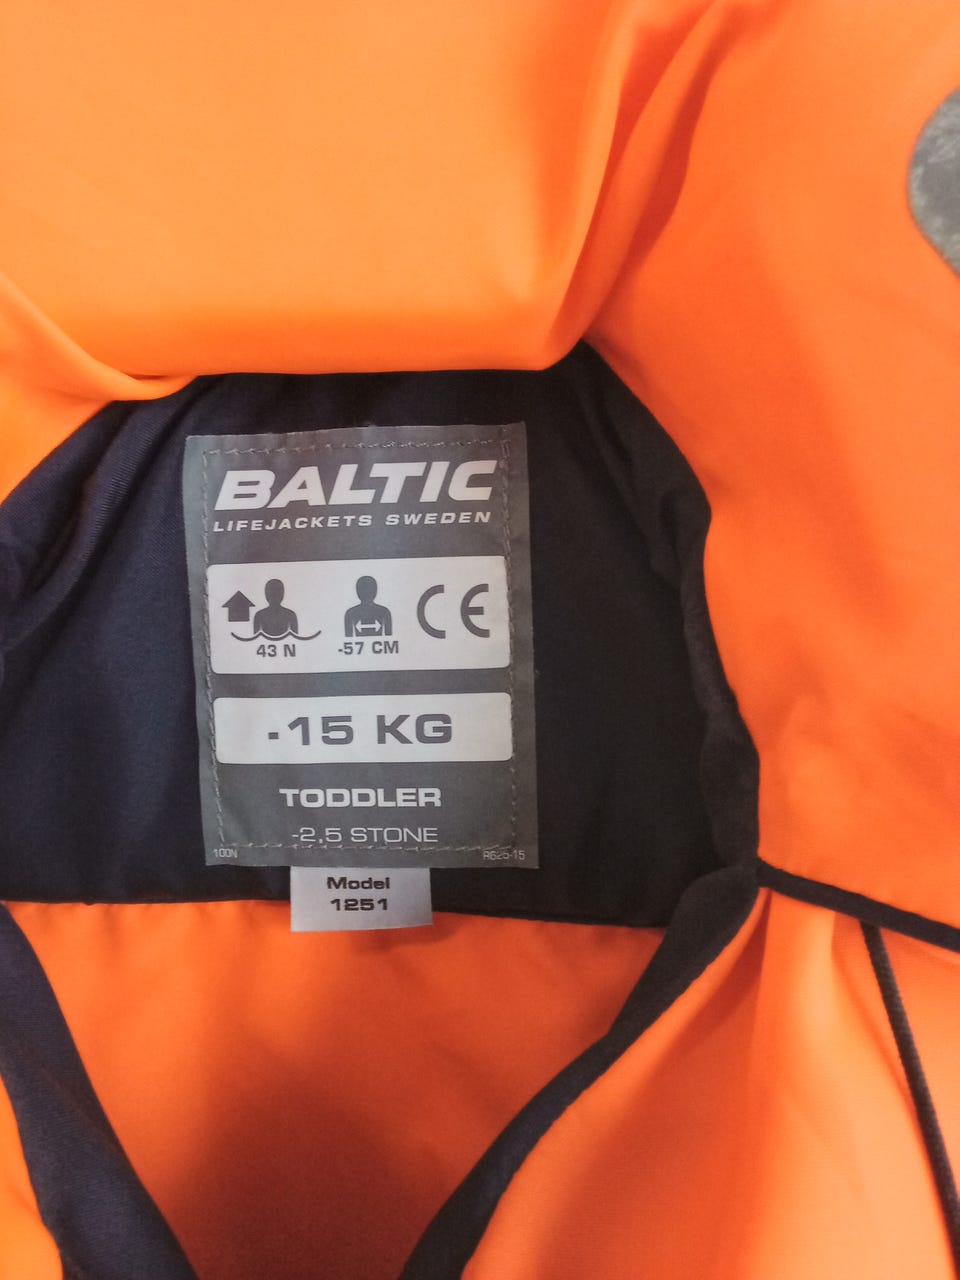 BALTIC
LIFEJACKETS SWEDEN
43 N
-57 CM
CE
-15 KG
TODDLER
-2,5 STONE
100N
R625-15
Model
1251